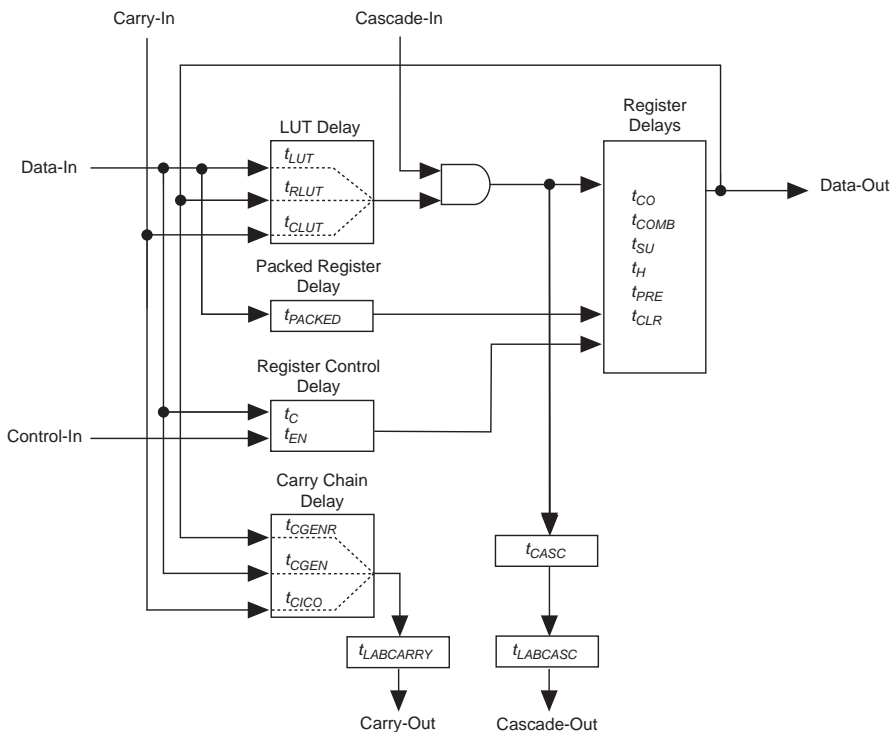 Carry-In
Cascade-In
LUT Delay
Register
Delays
Data-In
tLUT
tRLUT
tCLUT
Data-Out
tCO
tCOMB
tSU
tH
tPRE
tCLR
Packed Register
Delay
tPACKED
Register Control
Delay
tC
tEN
Control-In
Carry Chain
Delay
tCGENR
tCGEN
tCICO
tCASC
tLABCARRY
tLABCASC
Carry-Out
Cascade-Out